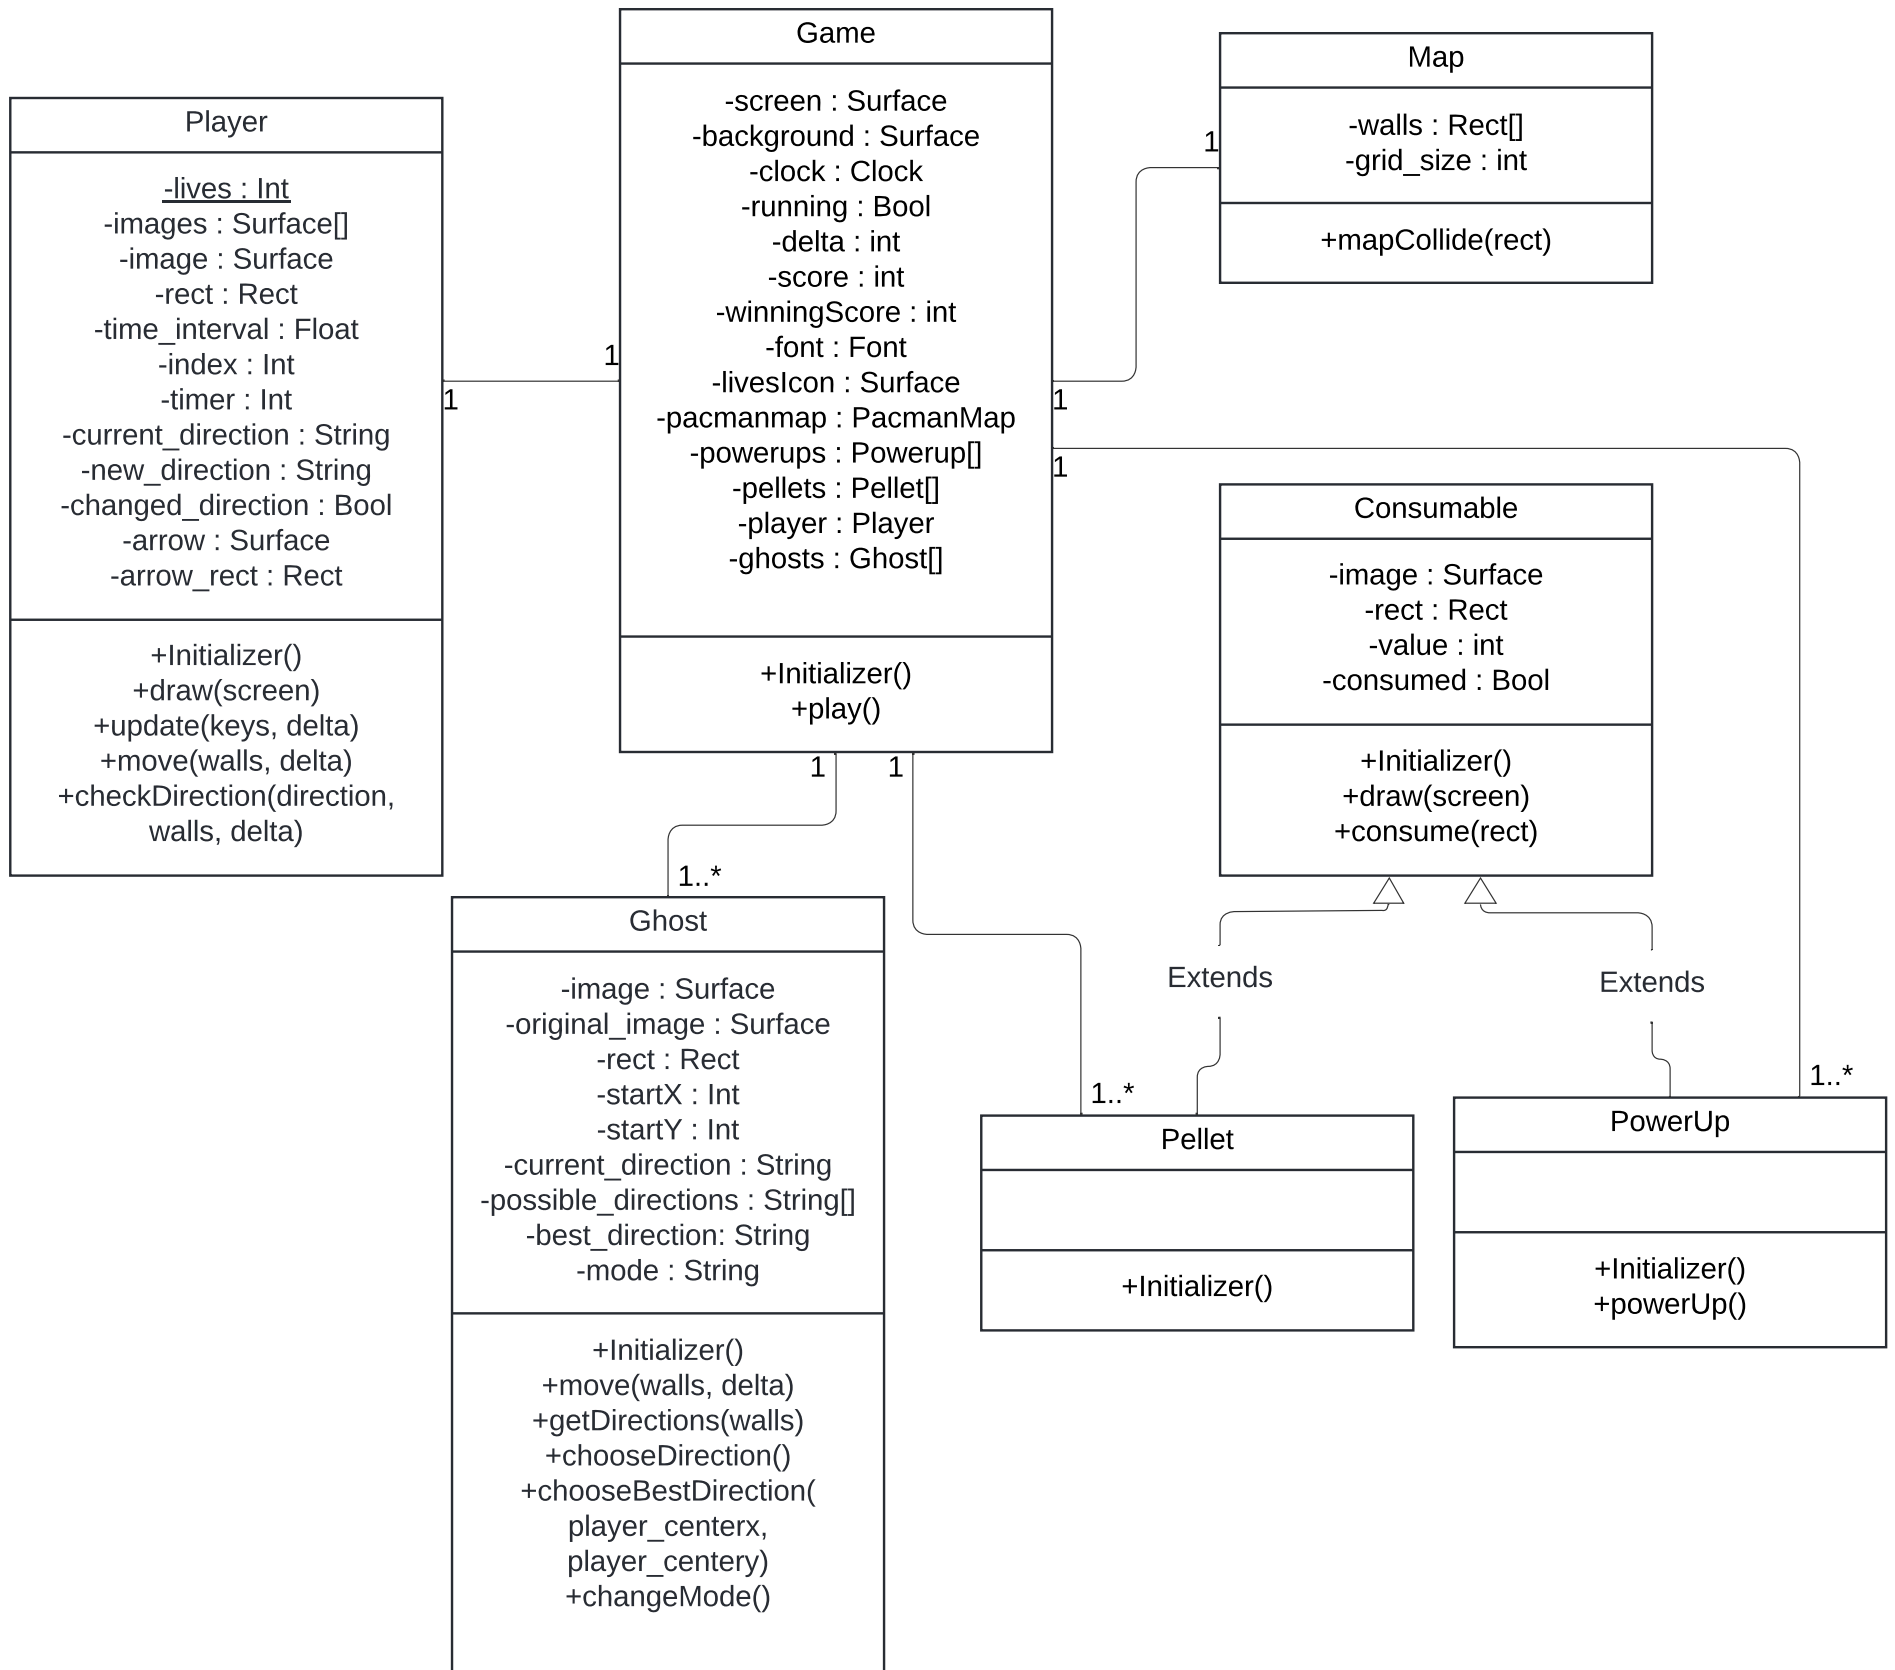 Player
-lives : Int
-images : Surface[]
-image : Surface
-rect : Rect
-time_interval : Float
-index : Int
-timer : Int
-current_direction : String
-new_direction : String
-changed_direction : Bool
-arrow : Surface
-arrow_rect : Rect
+Initializer()
+draw(screen)
+update(keys, delta)
+move(walls, delta)
+checkDirection(direction,
walls, delta)
1
1
Game
-screen : Surface
-background : Surface
-clock : Clock
-running : Bool
-delta : int
-score : int
-winningScore : int
-font : Font
-livesIcon : Surface
-pacmanmap : PacmanMap
-powerups : Powerup[]
-pellets : Pellet[]
-player : Player
-ghosts : Ghost[]
+Initializer()
+play()
1
1
1
1
1
Map
-walls : Rect[]
-grid_size : int
+mapCollide(rect)
Consumable
-image : Surface
-rect : Rect
-value : int
-consumed : Bool
+Initializer()
+draw(screen)
+consume(rect)
Extends
Extends
1..*
Ghost
-image : Surface
-original_image : Surface
-rect : Rect
-startX : Int
-startY : Int
-current_direction : String
-possible_directions : String[]
-best_direction: String
-mode : String
+Initializer()
+move(walls, delta)
+getDirections(walls)
+chooseDirection()
+chooseBestDirection(
player_centerx,
player_centery)
+changeMode()
1..*
Pellet
+Initializer()
1..*
PowerUp
+Initializer()
+powerUp()